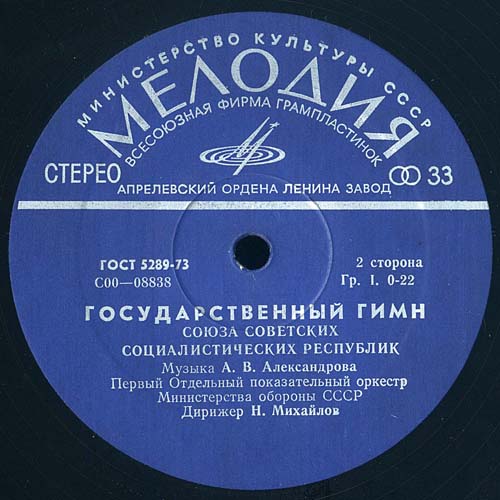 МИНИСТЕРСТВО КУЛЬТУРЫ СССР
МЕЛОДИЯ
ВСЕСОЮЗНАЯ ФИРМА ГРАМПЛАСТИНОК
СТЕРЕО
33
АПРЕЛЕВСКИЙ ОРДЕНА ЛЕНИНА ЗАВОД
ГОСТ 5289-73
2 сторона
С00—08838
Гр. I. 0-22
ГОСУДАРСТВЕННЫЙ ГИМН
СОЮЗА СОВЕТСКИХ
СОЦИАЛИСТИЧЕСКИХ РЕСПУБЛИК
Музыка А. В. Александрова
Первый Отдельный показательный оркестр
Министерства обороны СССР
Дирижер Н. Михайлов